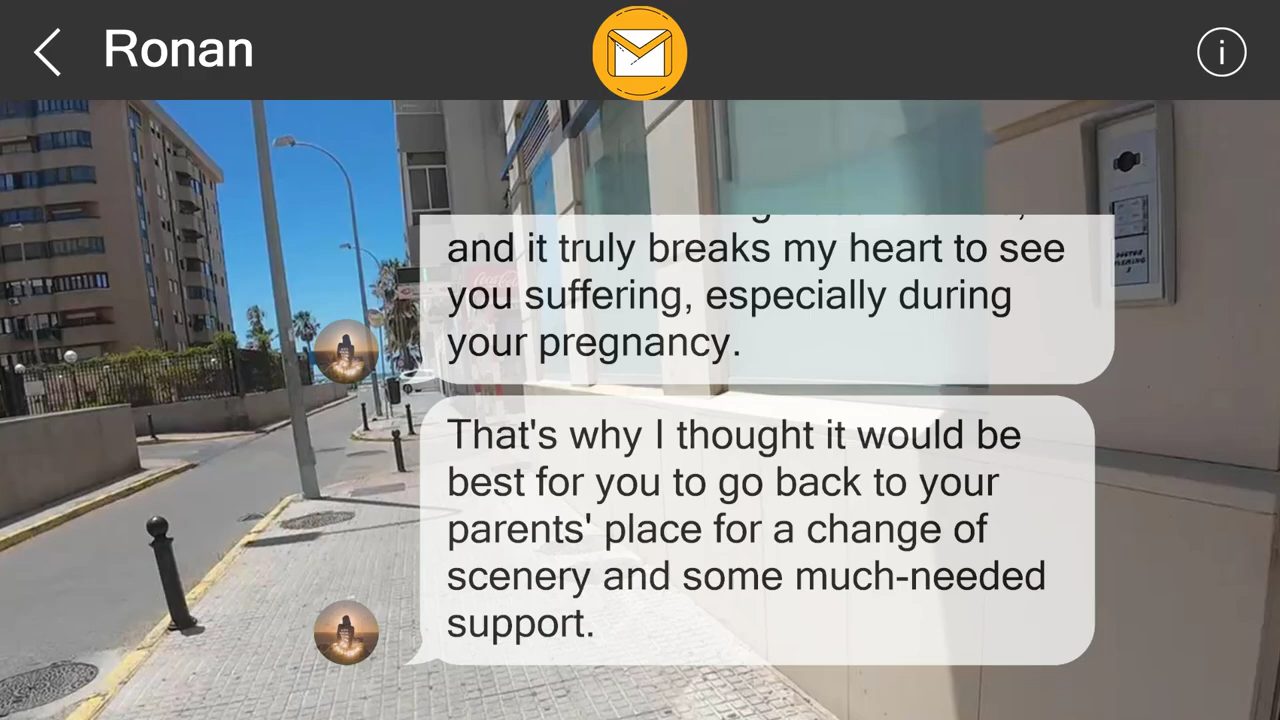 Ronan
i
and it truly breaks my heart to see
you suffering, especially during
your pregnancy.
That's why I thought it would be
best for you to go back to your
parents' place for a change of
scenery and some much-needed
support.
DOCTOR
FLEMING